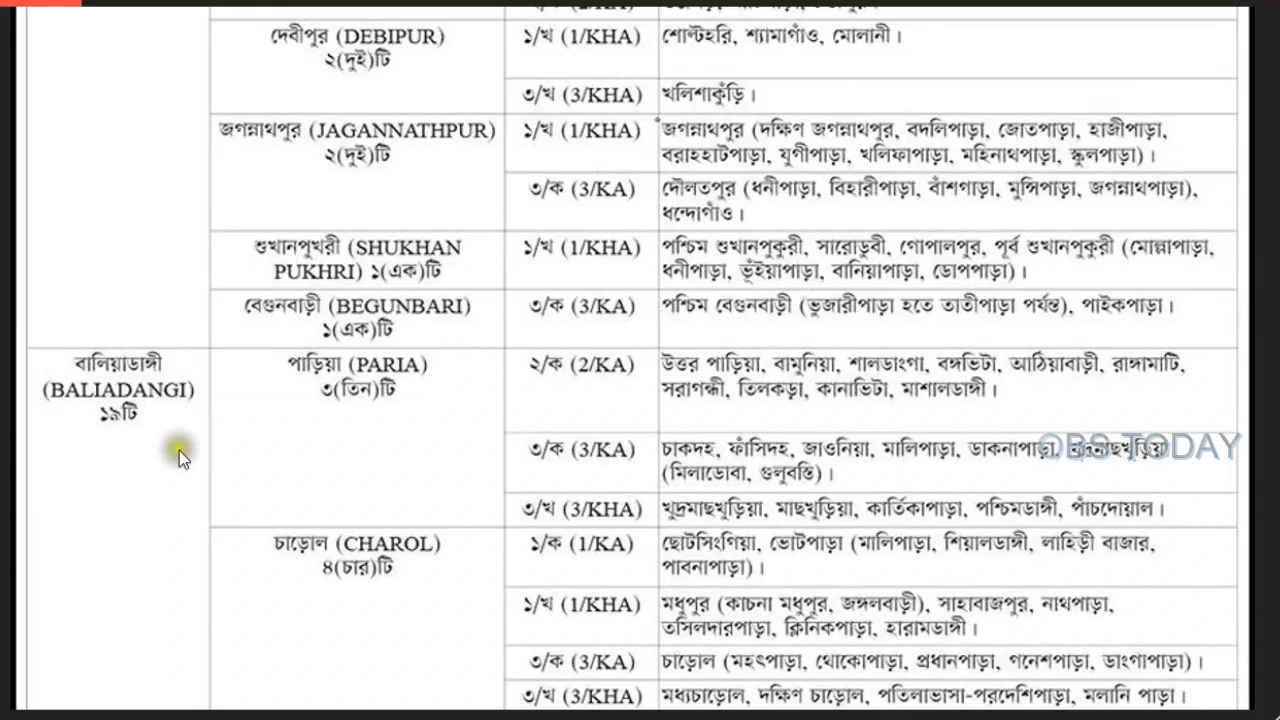 দেবীপুর (DEBIPUR)
২(দুই)টি
১/খ (1/KHA)
শোল্টহরি, শ্যামাগাঁও, মোলানী।
৩/খ (3/KHA)
খলিশাকুঁড়ি।
জগন্নাথপুর (JAGANNATHPUR)
২(দুই)টি
১/খ (1/KHA)
জগন্নাথপুর (দক্ষিণ জগন্নাথপুর, বদলিপাড়া, জোতপাড়া, হাজীপাড়া,
বরাহহাটপাড়া, যুগীপাড়া, খলিফাপাড়া, মহিনাথপাড়া, স্কুলপাড়া)।
৩/ক (3/KA)
দৌলতপুর (ধনীপাড়া, বিহারীপাড়া, বাঁশগাড়া, মুন্সিপাড়া, জগন্নাথপাড়া),
ধন্দোগাঁও।
শুখানপুখরী (SHUKHAN
PUKHRI) ১(এক)টি
১/খ (1/KHA)
পশ্চিম শুখানপুকুরী, সারোডুবী, গোপালপুর, পূর্ব শুখানপুকুরী (মোল্লাপাড়া,
ধনীপাড়া, ভূঁইয়াপাড়া, বানিয়াপাড়া, ডোপপাড়া)।
বেগুনবাড়ী (BEGUNBARI)
১(এক)টি
৩/ক (3/KA)
পশ্চিম বেগুনবাড়ী (ভুজারীপাড়া হতে তাতীপাড়া পর্যন্ত), পাইকপাড়া।
বালিয়াডাঙ্গী
(BALIADANGI)
১৯টি
পাড়িয়া (PARIA)
৩(তিন)টি
২/ক (2/KA)
উত্তর পাড়িয়া, বামুনিয়া, শালডাংগা, বঙ্গভিটা, আঠিয়াবাড়ী, রাঙ্গামাটি,
সরাগন্ধী, তিলকড়া, কানাভিটা, মাশালডাঙ্গী।
৩/ক (3/KA)
চাকদহ, ফাঁসিদহ, জাওনিয়া, মালিপাড়া, ডাকনাপাড়া,
(মিলাডোবা, গুলুবস্তি)।
OBS TODAY
৩/খ (3/KHA)
খুদ্রমাছখুড়িয়া, মাছখুড়িয়া, কার্তিকাপাড়া, পশ্চিমডাঙ্গী, পাঁচদোয়াল।
চাড়োল (CHAROL)
৪(চার)টি
১/ক (1/KA)
ছোটসিংগিয়া, ভোটপাড়া (মালিপাড়া, শিয়ালডাঙ্গী, লাহিড়ী বাজার,
পাবনাপাড়া)।
১/খ (1/KHA)
মধুপুর (কাচনা মধুপুর, জঙ্গলবাড়ী), সাহাবাজপুর, নাথপাড়া,
তসিলদারপাড়া, ক্লিনিকপাড়া, হারামডাঙ্গী।
৩/ক (3/KA)
চাড়োল (মহৎপাড়া, থোকোপাড়া, প্রধানপাড়া, গনেশপাড়া, ডাংগাপাড়া)।
৩/খ (3/KHA)
মধ্যচাড়োল, দক্ষিণ চাড়োল, পতিলাভাসা-পরদেশিপাড়া, মলানি পাড়া।